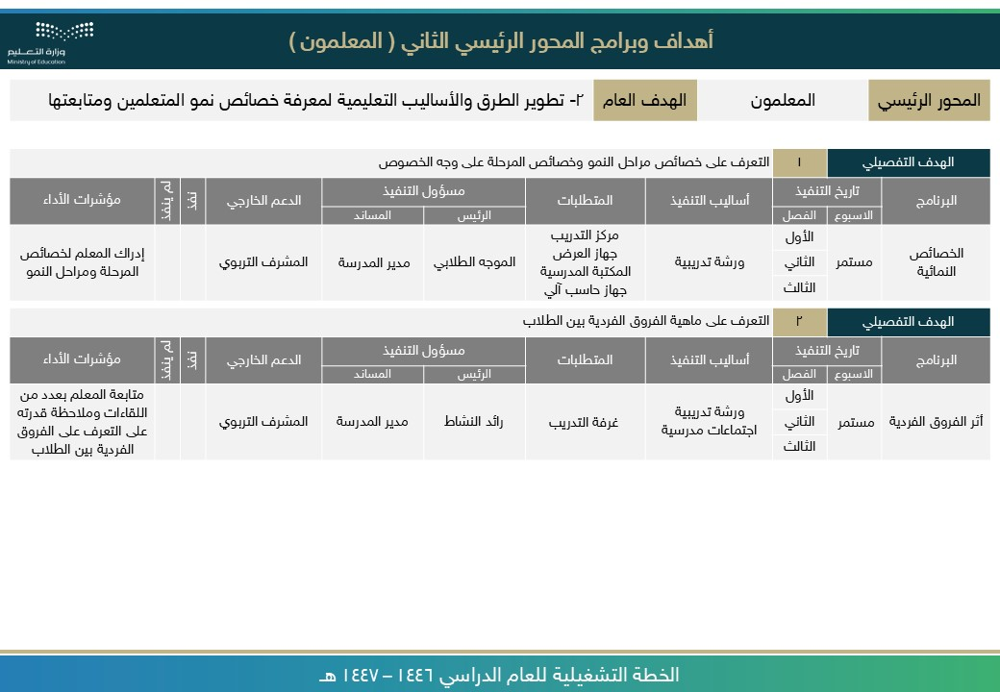 وزارة التعليم
Ministry of Education
أهداف وبرامج المحور الرئيسي الثاني ( المعلمون )
المحور الرئيسي
المعلمون
الهدف العام
٢- تطوير الطرق والأساليب التعليمية لمعرفة خصائص نمو المتعلمين ومتابعتها
الهدف التفصيلي
١
التعرف على خصائص مراحل النمو وخصائص المرحلة على وجه الخصوص
البرنامج
تاريخ التنفيذ
الاسبوع
الفصل
أساليب التنفيذ
المتطلبات
مسؤول التنفيذ
الرئيس
المساند
الدعم الخارجي
نفذ
لم ينفذ
مؤشرات الأداء
الخصائص
النمائية
مستمر
الأول
الثاني
الثالث
ورشة تدريبية
مركز التدريب
جهاز العرض
المكتبة المدرسية
جهاز حاسب آلي
الموجه الطلابي
مدير المدرسة
المشرف التربوي
إدراك المعلم لخصائص
المرحلة ومراحل النمو
الهدف التفصيلي
٢
التعرف على ماهية الفروق الفردية بين الطلاب
البرنامج
تاريخ التنفيذ
الاسبوع
الفصل
أساليب التنفيذ
المتطلبات
مسؤول التنفيذ
الرئيس
المساند
الدعم الخارجي
نفذ
لم ينفذ
مؤشرات الأداء
أثر الفروق الفردية
مستمر
الأول
الثاني
الثالث
ورشة تدريبية
اجتماعات مدرسية
غرفة التدريب
رائد النشاط
مدير المدرسة
المشرف التربوي
متابعة المعلم بعدد من
اللقاءات وملاحظة قدرته
على التعرف على الفروق
الفردية بين الطلاب
الخطة التشغيلية للعام الدراسي ١٤٤٦ – ١٤٤٧ هـ